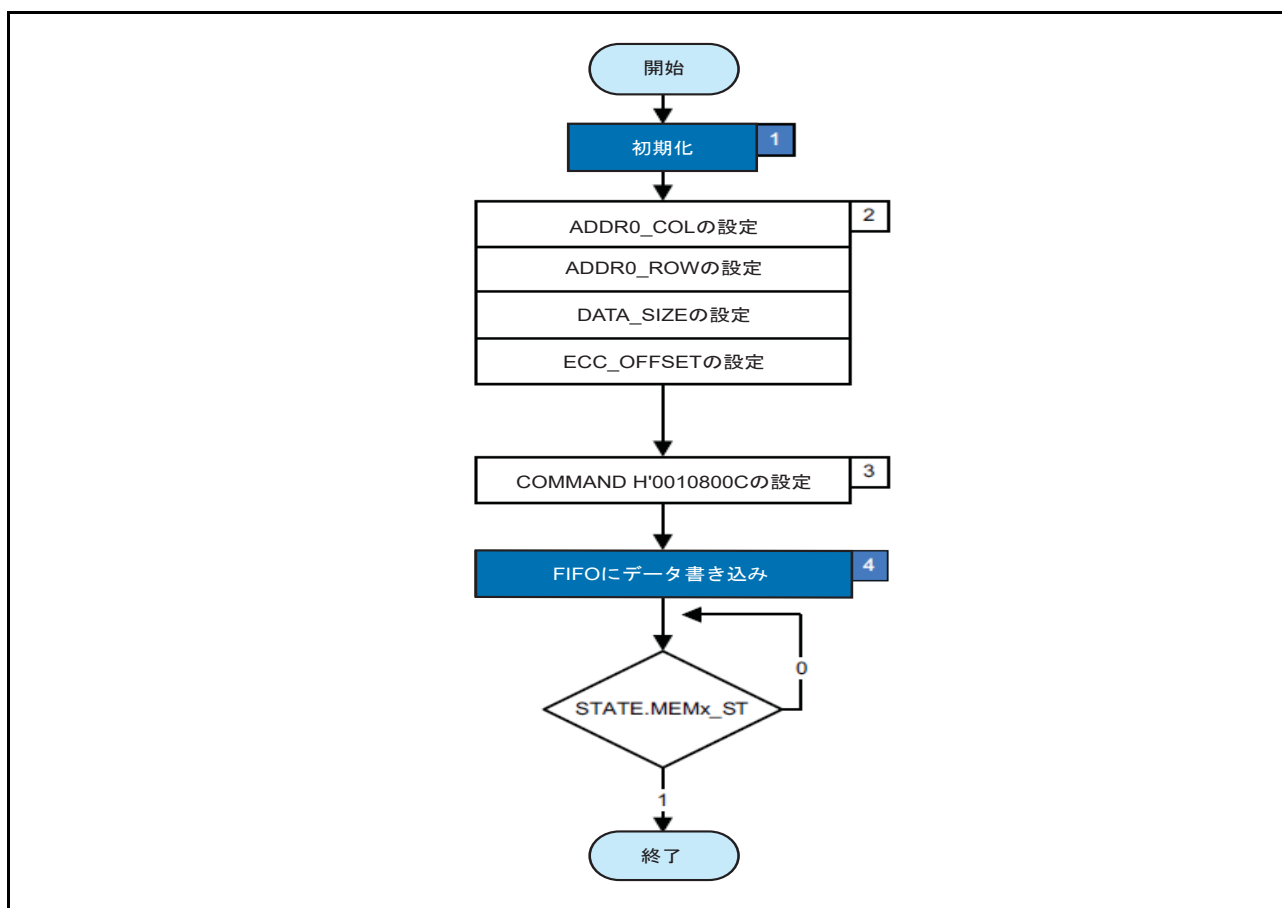 開始
初期化
1
ADDR0_COLの設定
2
ADDR0_ROWの設定
DATA_SIZEの設定
ECC_OFFSETの設定
COMMAND H'0010800Cの設定
3
FIFOにデータ書き込み
4
0
STATE.MEMx_ST
1
終了